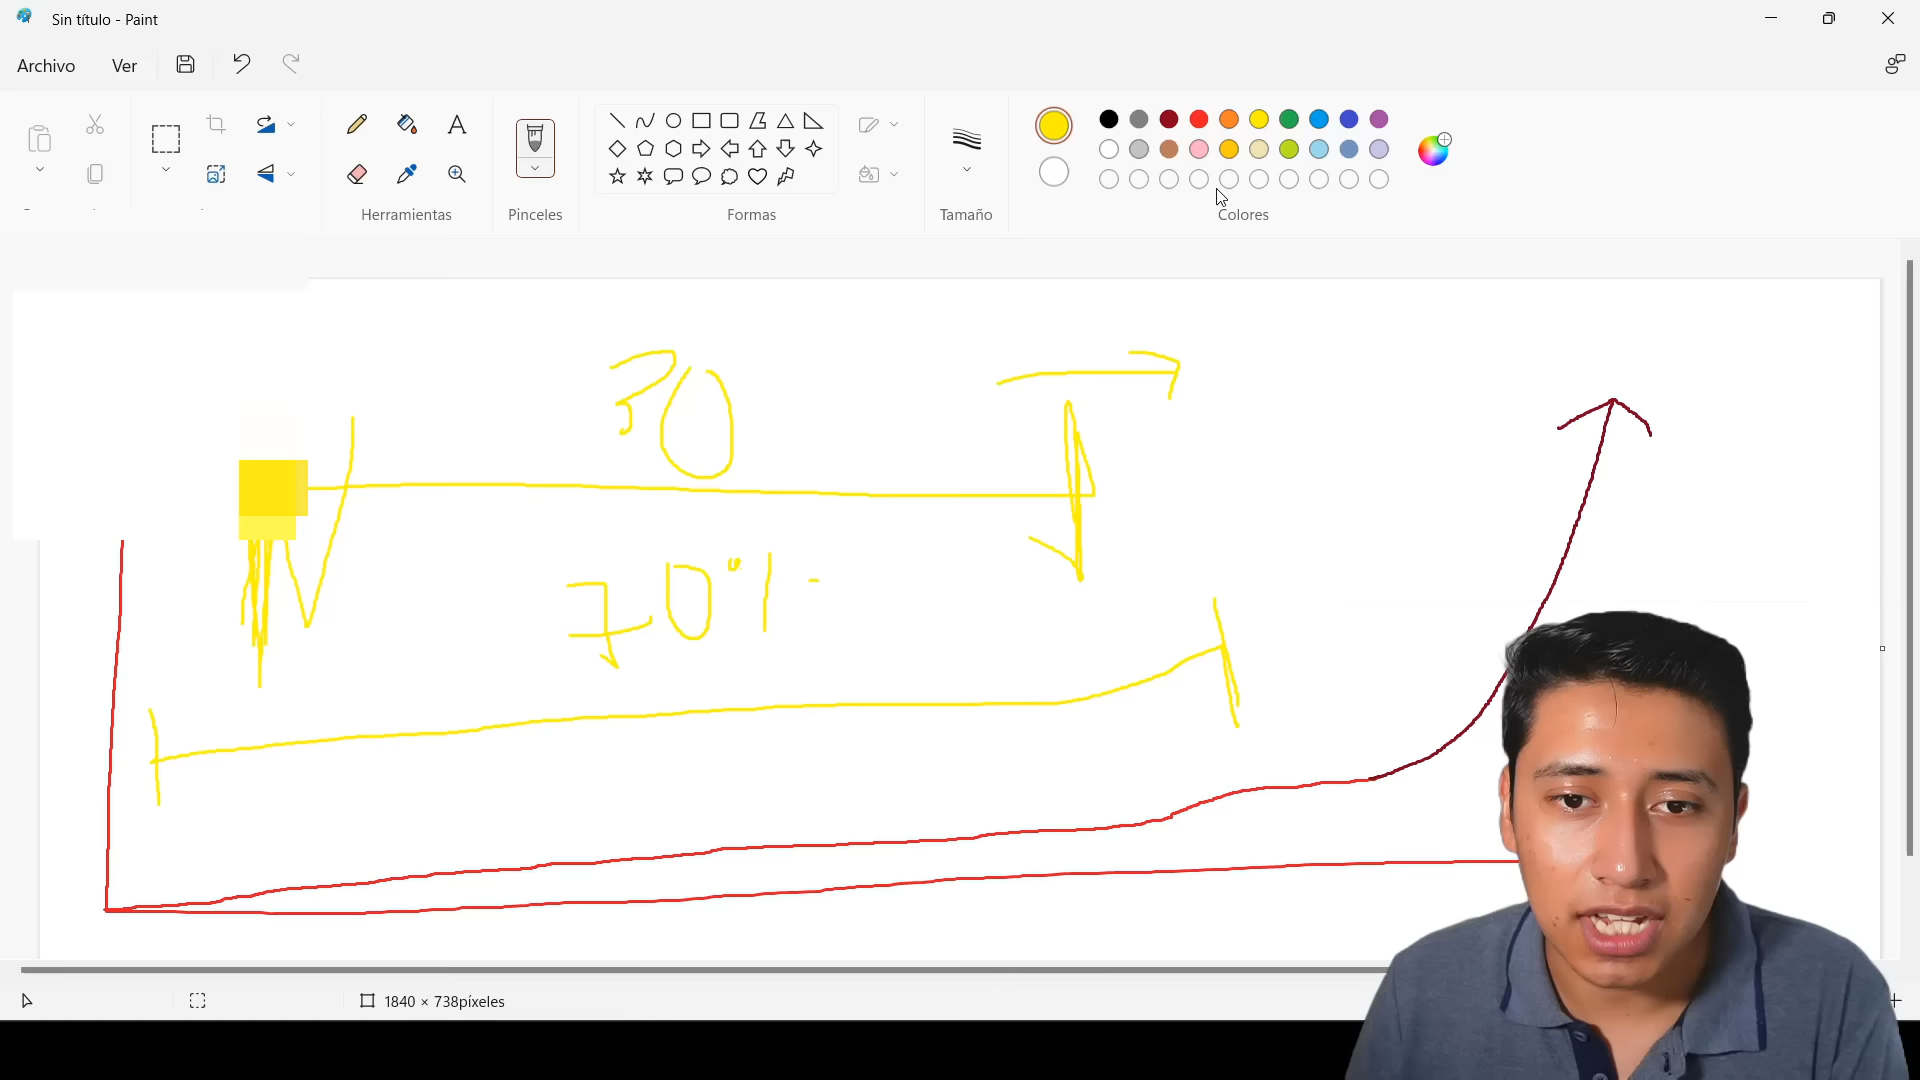 Sin título - Paint
Archivo Ver
Herramientas Pinceles Formas Tamaño Colores
30
70%
1840 × 738píxeles